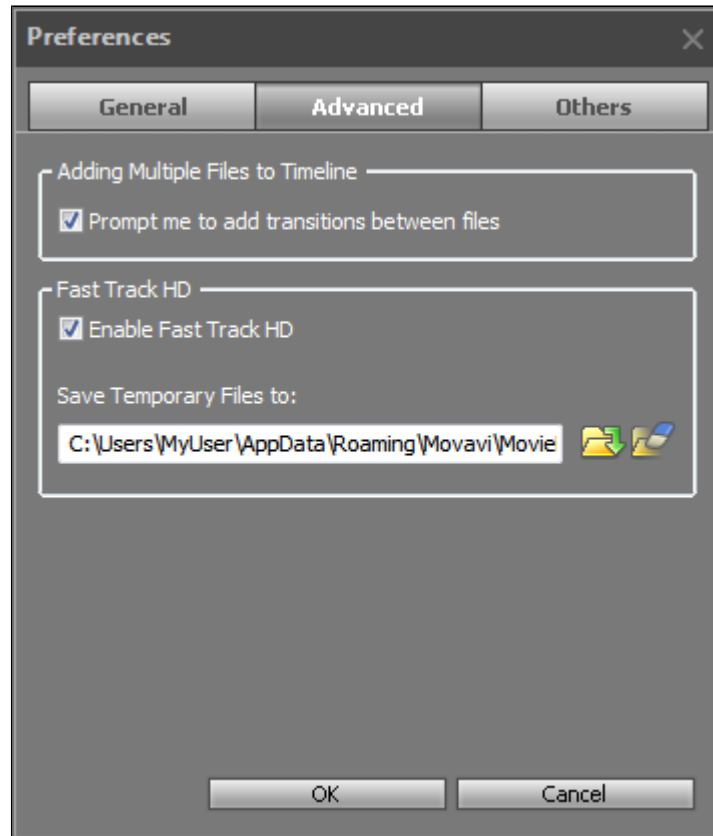 Preferences
General Advanced Others
Adding Multiple Files to Timeline
Prompt me to add transitions between files
Fast Track HD
Enable Fast Track HD
Save Temporary Files to:
C:\Users\MyUser\AppData\Roaming\Movavi\Movie
OK Cancel